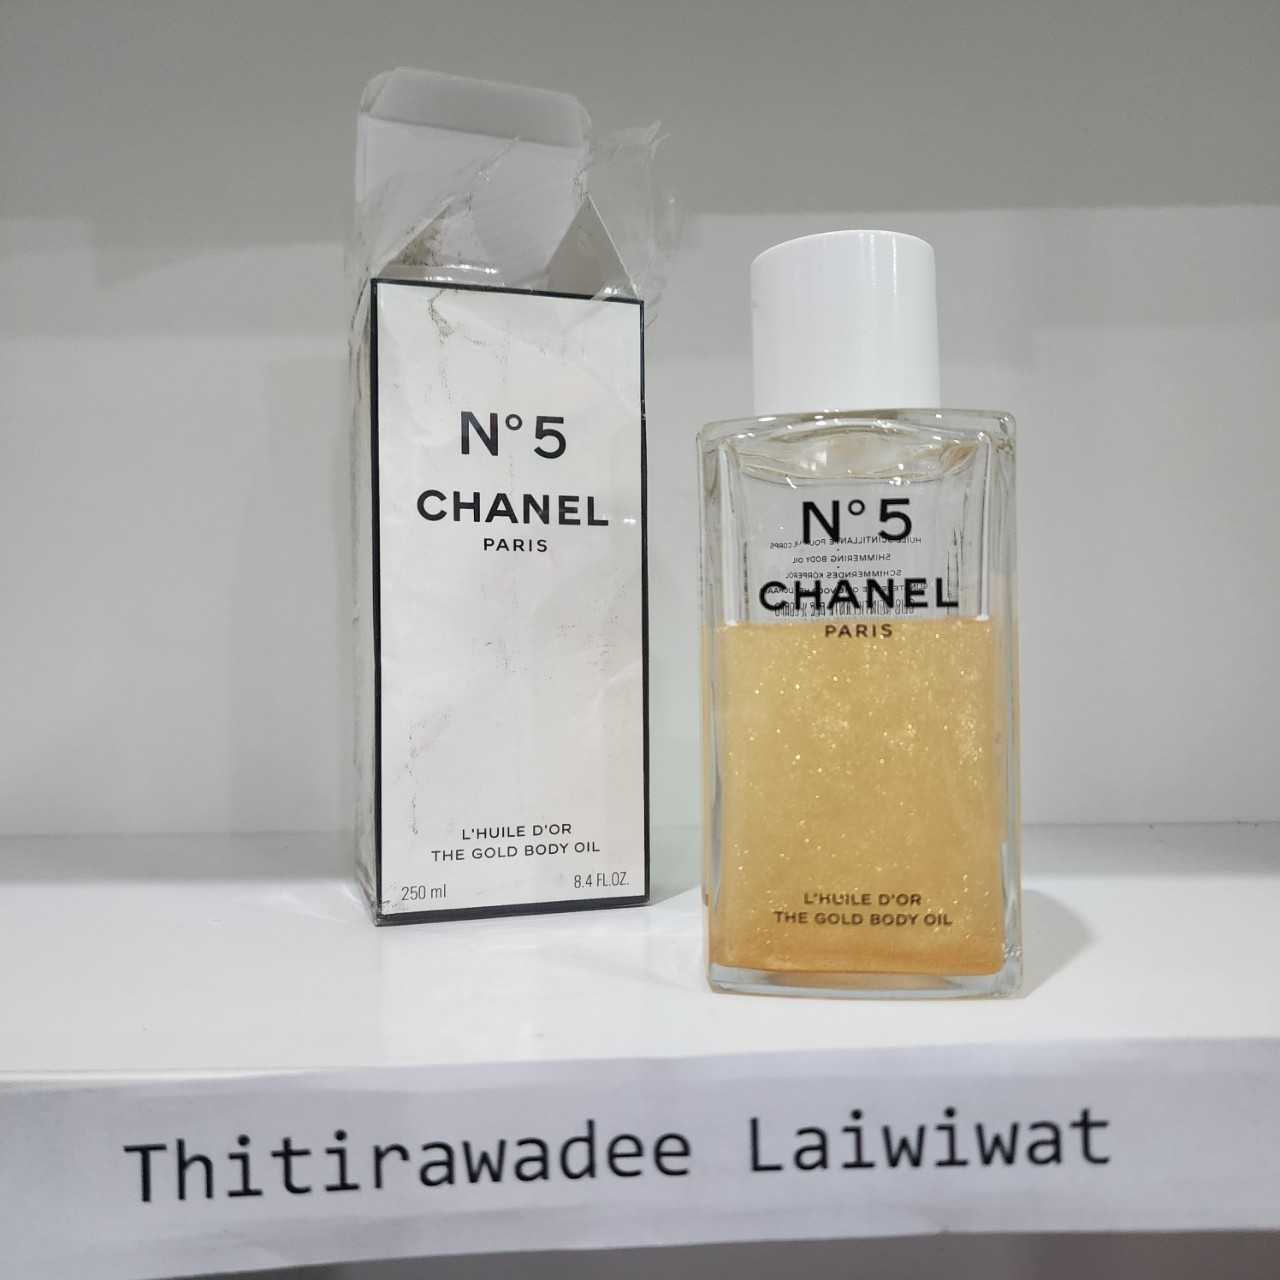 N°5
CHANEL
PARIS
L'HUILE D'OR
THE GOLD BODY OIL
250 ml
8.4 FL.OZ.
N°5
CHANEL
PARIS
SHIMMERING BODY OIL
SCHIMMERNDES KÖRPERÖL
L'HUILE D'OR
THE GOLD BODY OIL
Thitirawadee Laiwiwat